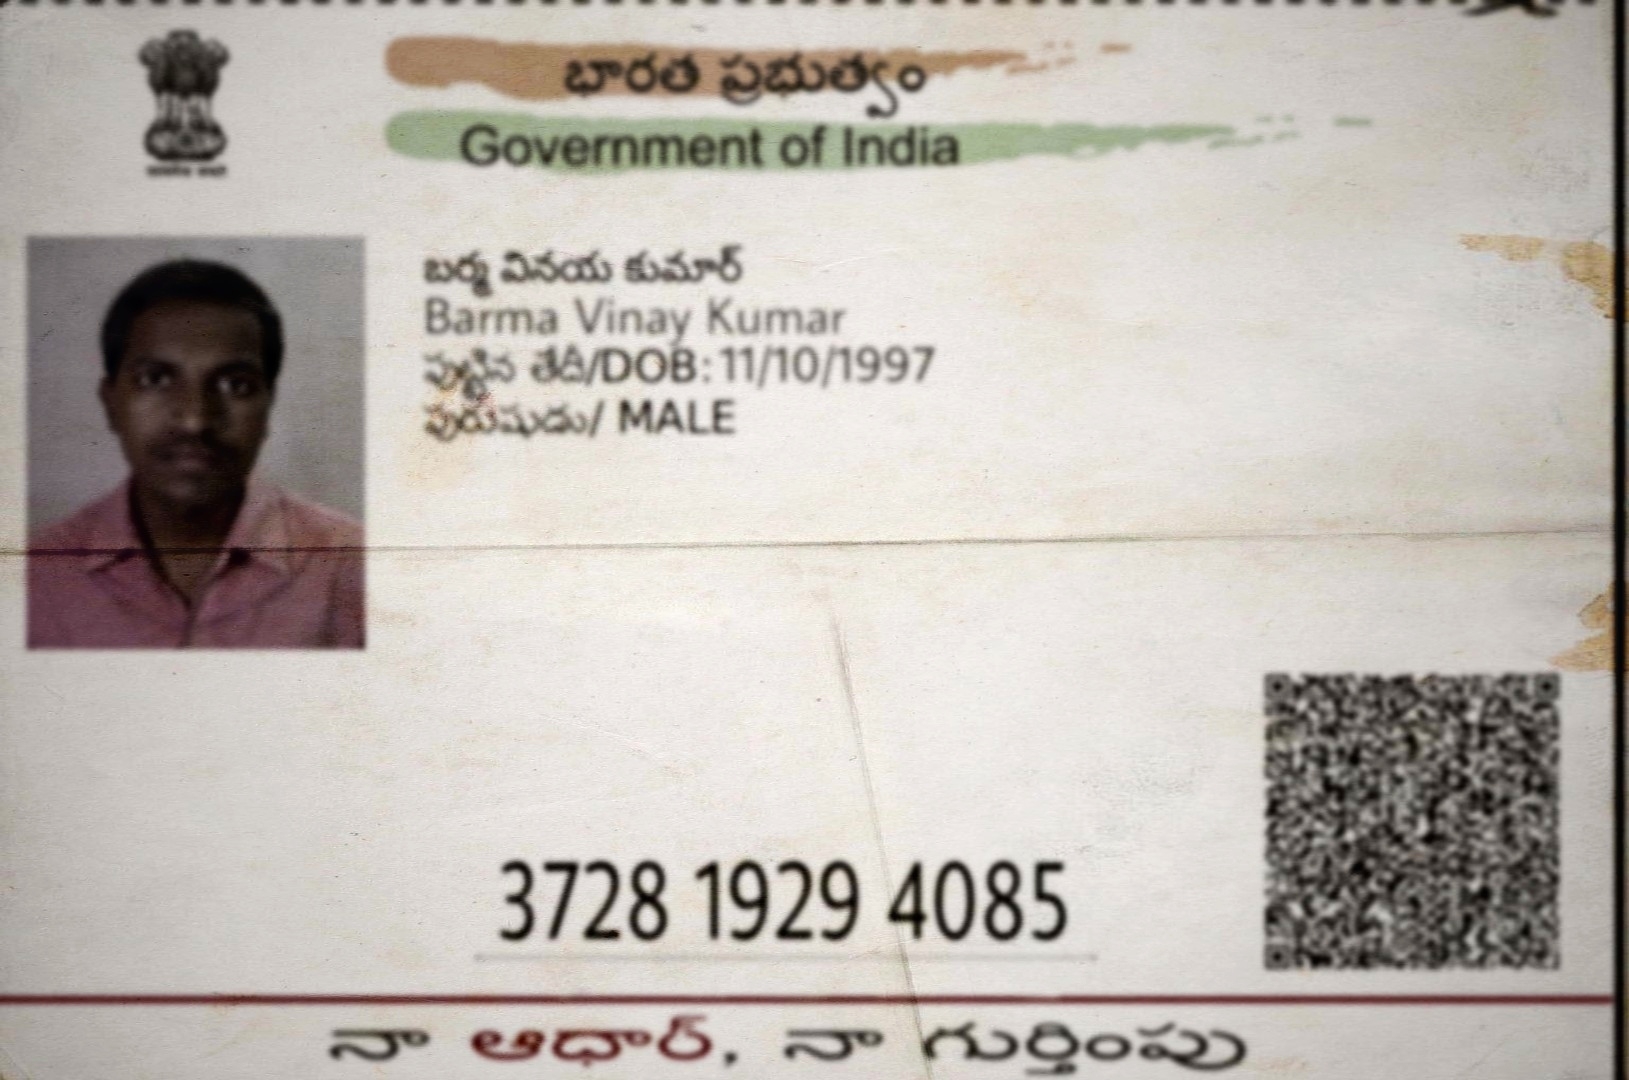 భారత ప్రభుత్వం
Government of India
బర్మ వినయ కుమార్
Barma Vinay Kumar
పుట్టిన తేదీ/DOB: 11/10/1997
పురుషుడు/ MALE
3728 1929 4085
నా ఆధార్, నా గుర్తింపు